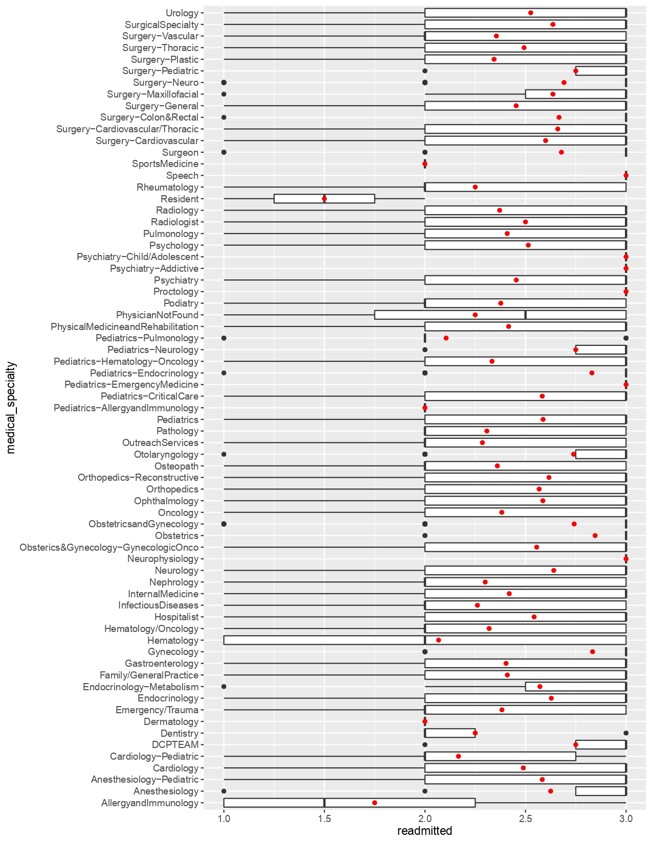 Urology
SurgicalSpecialty
Surgery-Vascular
Surgery-Thoracic
Surgery-Plastic
Surgery-Pediatric
Surgery-Neuro
Surgery-Maxillofacial
Surgery-General
Surgery-Colon&Rectal
Surgery-Cardiovascular/Thoracic
Surgery-Cardiovascular
Surgeon
SportsMedicine
Speech
Rheumatology
Resident
Radiology
Radiologist
Pulmonology
Psychology
Psychiatry-Child/Adolescent
Psychiatry-Addictive
Psychiatry
Proctology
Podiatry
PhysicianNotFound
PhysicalMedicineandRehabilitation
Pediatrics-Pulmonology
Pediatrics-Neurology
Pediatrics-Hematology-Oncology
Pediatrics-Endocrinology
Pediatrics-EmergencyMedicine
Pediatrics-CriticalCare
Pediatrics-AllergyandImmunology
Pediatrics
Pathology
OutreachServices
Otolaryngology
Osteopath
Orthopedics-Reconstructive
Orthopedics
Ophthalmology
Oncology
ObstetricsandGynecology
Obstetrics
Obsterics&Gynecology-GynecologicOnco
Neurophysiology
Neurology
Nephrology
InternalMedicine
InfectiousDiseases
Hospitalist
Hematology/Oncology
Hematology
Gynecology
Gastroenterology
Family/GeneralPractice
Endocrinology-Metabolism
Endocrinology
Emergency/Trauma
Dermatology
Dentistry
DCPTEAM
Cardiology-Pediatric
Cardiology
Anesthesiology-Pediatric
Anesthesiology
AllergyandImmunology
medical_specialty
1.0 1.5 2.0 2.5 3.0
readmitted